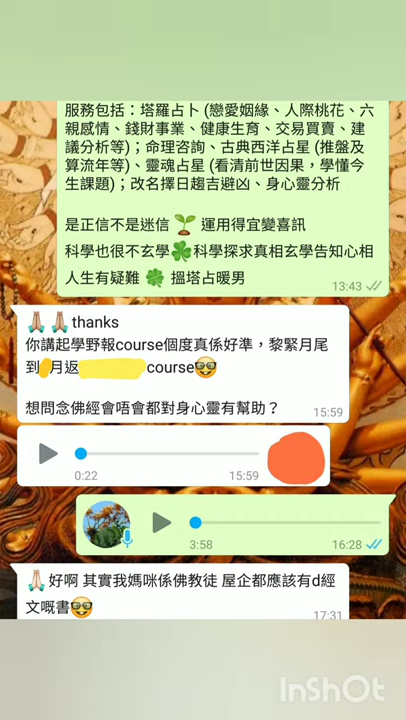 服務包括：塔羅占卜 (戀愛姻緣、人際桃花、六
親感情、錢財事業、健康生育、交易買賣、建
議分析等)；命理咨詢、古典西洋占星 (推盤及
算流年等)、靈魂占星 (看清前世因果，學懂今
生課題)；改名擇日趨吉避凶、身心靈分析
是正信不是迷信🌱 運用得宜變喜訊
科學也很不玄學🍀科學探求真相玄學告知心相
人生有疑難 🍀 搵塔占暖男
13:43
🙏🏼🙏🏼thanks
你講起學野報course個度真係好準，黎緊月尾
到 月返 course🤓
想問念佛經會唔會都對身心靈有幫助？
15:59
0:22 15:59
3:58 16:28
🙏🏼好啊 其實我媽咪係佛教徒 屋企都應該有d經
文嘅書🤓
17:31
InShOt